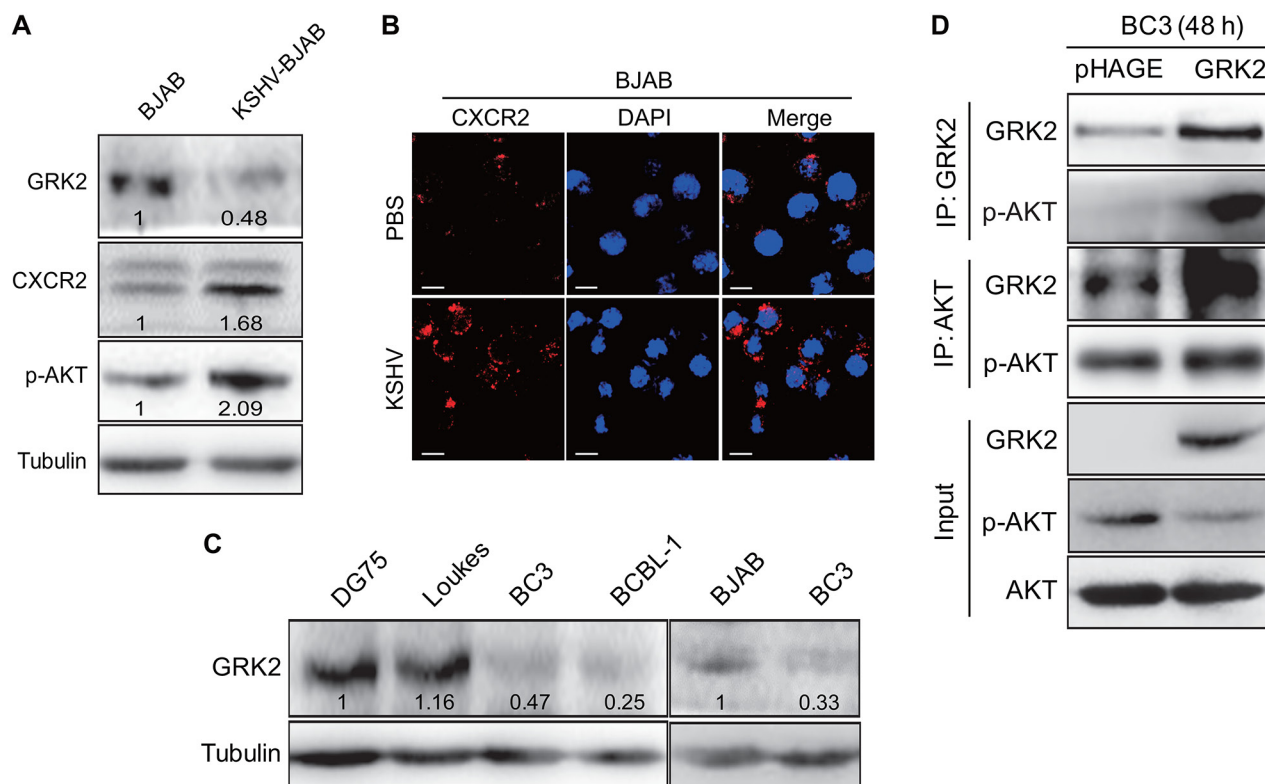 A
BJAB
KSHV-BJAB
GRK2
1
0.48
CXCR2
1
1.68
p-AKT
1
2.09
Tubulin
B
BJAB
CXCR2
DAPI
Merge
PBS
KSHV
C
DG75
Loukes
BC3
BCBL-1
BJAB
BC3
GRK2
1
1.16
0.47
0.25
1
0.33
Tubulin
D
BC3 (48 h)
pHAGE
GRK2
IP: GRK2
GRK2
p-AKT
IP: AKT
GRK2
p-AKT
Input
GRK2
p-AKT
AKT